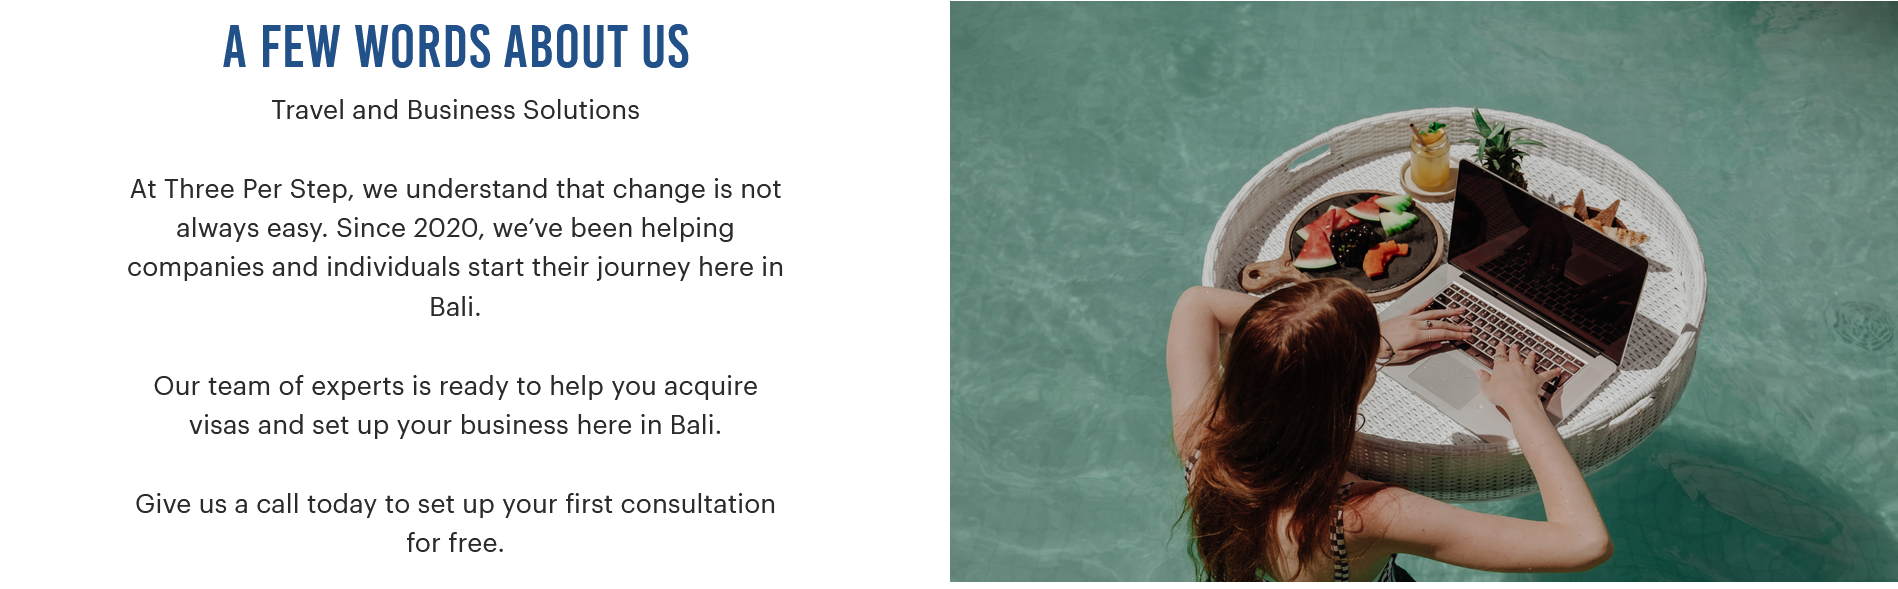 A FEW WORDS ABOUT US
Travel and Business Solutions
At Three Per Step, we understand that change is not
always easy. Since 2020, we’ve been helping
companies and individuals start their journey here in
Bali.
Our team of experts is ready to help you acquire
visas and set up your business here in Bali.
Give us a call today to set up your first consultation
for free.